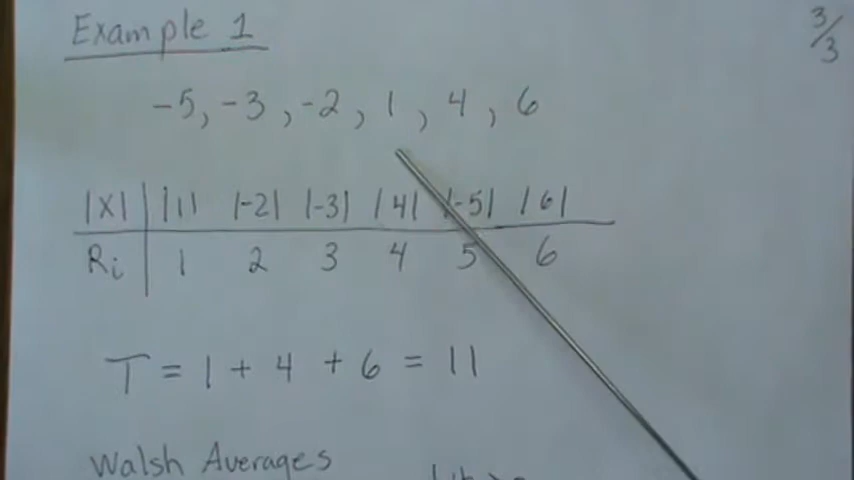 Example 1
3/3
-5, -3, -2, 1, 4, 6
|X| |1| |-2| |-3| |4| |-5| |6|
Ri 1 2 3 4 5 6
T = 1 + 4 + 6 = 11
Walsh Averages